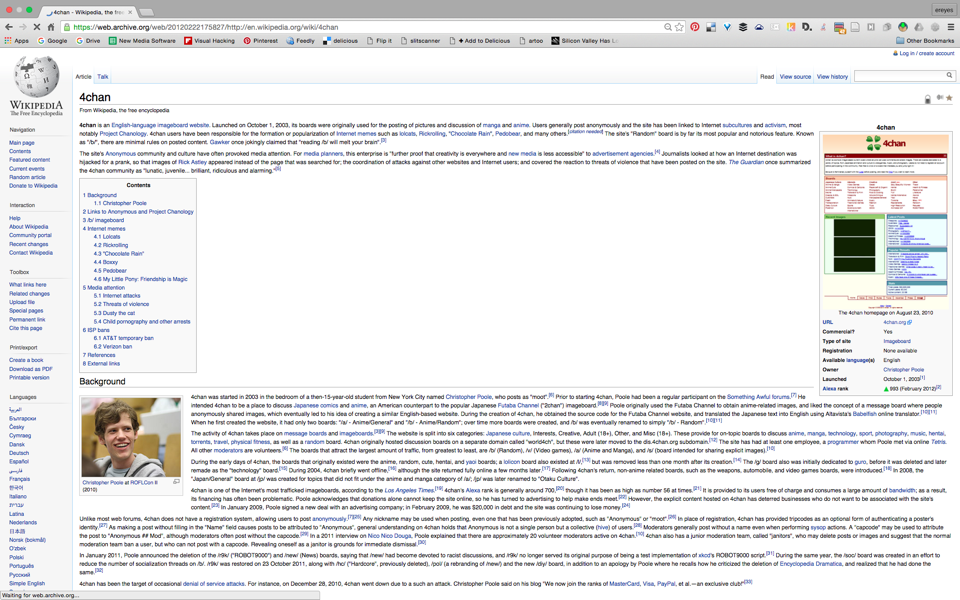 4chan - Wikipedia, the free
ereyes
https://web.archive.org/web/20120222175827/http://en.wikipedia.org/wiki/4chan
Apps Google Drive New Media Software Visual Hacking Pinterest Feedly delicious Flip it slitscanner + Add to Delicious artoo Silicon Valley Has Other Bookmarks
Log in / create account
WIKIPEDIA
The Free Encyclopedia
Article Talk Read View source View history
4chan
From Wikipedia, the free encyclopedia
Navigation
Main page
Contents
Featured content
Current events
Random article
Donate to Wikipedia
Interaction
Help
About Wikipedia
Community portal
Recent changes
Contact Wikipedia
Toolbox
What links here
Related changes
Upload file
Special pages
Permanent link
Cite this page
Print/export
Create a book
Download as PDF
Printable version
Languages
العربية
Български
Česky
Cymraeg
Dansk
Deutsch
Español
فارسی
Français
한국어
Italiano
עברית
Latina
Nederlands
日本語
Norsk (bokmål)
O'zbek
Polski
Português
Русский
Simple English
4chan is an English-language imageboard website. Launched on October 1, 2003, its boards were originally used for the posting of pictures and discussion of manga and anime. Users generally post anonymously and the site has been linked to Internet subcultures and activism, most
notably Project Chanology. 4chan users have been responsible for the formation or popularization of Internet memes such as lolcats, Rickrolling, "Chocolate Rain", Pedobear, and many others.[citation needed] The site's "Random" board is by far its most popular and notorious feature. Known
as "/b/", there are minimal rules on posted content. Gawker once jokingly claimed that "reading /b/ will melt your brain".[3]
The site's Anonymous community and culture have often provoked media attention. For media planners, this enterprise is "further proof that creativity is everywhere and new media is less accessible" to advertisement agencies.[4] Journalists looked at how an Internet destination was
hijacked for a prank, so that images of Rick Astley appeared instead of the page that was searched for; the coordination of attacks against other websites and Internet users; and covered the reaction to threats of violence that have been posted on the site. The Guardian once summarized
the 4chan community as "lunatic, juvenile... brilliant, ridiculous and alarming."[5]
Contents
1 Background
1.1 Christopher Poole
2 Links to Anonymous and Project Chanology
3 /b/ imageboard
4 Internet memes
4.1 Lolcats
4.2 Rickrolling
4.3 "Chocolate Rain"
4.4 Boxxy
4.5 Pedobear
4.6 My Little Pony: Friendship is Magic
5 Media attention
5.1 Internet attacks
5.2 Threats of violence
5.3 Dusty the cat
5.4 Child pornography and other arrests
6 ISP bans
6.1 AT&T temporary ban
6.2 Verizon ban
7 References
8 External links
4chan
4chan
The 4chan homepage on August 23, 2010
URL 4chan.org
Commercial? Yes
Type of site Imageboard
Registration None available
Available language(s) English
Owner Christopher Poole
Launched October 1, 2003[1]
Alexa rank 993 (February 2012)[2]
Background
Christopher Poole at ROFLCon II
(2010)
4chan was started in 2003 in the bedroom of a then-15-year-old student from New York City named Christopher Poole, who posts as "moot".[6] Prior to starting 4chan, Poole had been a regular participant on the Something Awful forums.[7] He
intended 4chan to be a place to discuss Japanese comics and anime, an American counterpart to the popular Japanese Futaba Channel ("2chan") imageboard.[8][9] Poole originally used the Futaba Channel to obtain anime-related images, and liked the concept of a message board where people
anonymously shared images, which eventually led to his idea of creating a similar English-based website. During the creation of 4chan, he obtained the source code for the Futaba Channel website, and translated the Japanese text into English using Altavista's Babelfish online translator.[10][11]
When he first created the website, it had only two boards: "/a/ - Anime/General" and "/b/ - Anime/Random"; over time more boards were created, and /b/ was eventually renamed to simply "/b/ - Random".[10][11]
The activity of 4chan takes place on message boards and imageboards.[8][9] The website is split into six categories: Japanese culture, Interests, Creative, Adult (18+), Other, and Misc (18+). These provide for on-topic boards to discuss anime, manga, technology, sport, photography, music, hentai,
torrents, travel, physical fitness, as well as a random board. 4chan originally hosted discussion boards on a separate domain called "world4ch", but these were later moved to the dis.4chan.org subdomain.[12] The site has had at least one employee, a programmer whom Poole met via online Tetris.
All other moderators are volunteers.[6] The boards that attract the largest amount of traffic, from greatest to least, are /b/ (Random), /v/ (Video games), /a/ (Anime and Manga), and /s/ (board intended for sharing explicit images).[10]
During the early days of 4chan, the boards that originally existed were the anime, random, cute, hentai, and yaoi boards; a lolicon board also existed at /l/[13] but was removed less than one month after its creation.[14] The /g/ board was initially dedicated to guro, before it was deleted and later
remade as the "technology" board.[15] During 2004, 4chan briefly went offline,[16] although the site returned fully online a few months later.[17] Following 4chan's return, non-anime related boards, such as the weapons, automobile, and video games boards, were introduced.[18] In 2008, the
"Japan/General" board at /jp/ was created for topics that did not fit under the anime and manga category of /a/; /jp/ was later renamed to "Otaku Culture".
4chan is one of the Internet's most trafficked imageboards, according to the Los Angeles Times.[19] 4chan's Alexa rank is generally around 700,[20] though it has been as high as number 56 at times.[21] It is provided to its users free of charge and consumes a large amount of bandwidth; as a result,
its financing has often been problematic. Poole acknowledges that donations alone cannot keep the site online, so he has turned to advertising to help make ends meet.[22] However, the explicit content hosted on 4chan has deterred businesses who do not want to be associated with the site's
content.[23] In January 2009, Poole signed a new deal with an advertising company; in February 2009, he was $20,000 in debt and the site was continuing to lose money.[24]
Unlike most web forums, 4chan does not have a registration system, allowing users to post anonymously.[7][25] Any nickname may be used when posting, even one that has been previously adopted, such as "Anonymous" or "moot".[26] In place of registration, 4chan has provided tripcodes as an optional form of authenticating a poster's
identity.[27] As making a post without filling in the "Name" field causes posts to be attributed to "Anonymous", general understanding on 4chan holds that Anonymous is not a single person but a collective (hive) of users.[28] Moderators generally post without a name even when performing sysop actions. A "capcode" may be used to attribute
the post to "Anonymous ## Mod", although moderators often post without the capcode.[29] In a 2011 interview on Nico Nico Douga, Poole explained that there are approximately 20 volunteer moderators active on 4chan.[10] 4chan also has a junior moderation team, called "janitors", who may delete posts or images and suggest that the normal
moderation team ban a user, but who can not post with a capcode. Revealing oneself as a janitor is grounds for immediate dismissal.[30]
In January 2011, Poole announced the deletion of the /r9k/ ("ROBOT9000") and /new/ (News) boards, saying that /new/ had become devoted to racist discussions, and /r9k/ no longer served its original purpose of being a test implementation of xkcd's ROBOT9000 script.[31] During the same year, the /soc/ board was created in an effort to
reduce the number of socialization threads on /b/. /r9k/ was restored on 23 October 2011, along with /hc/ ("Hardcore", previously deleted), /pol/ (a rebranding of /new/) and the new /diy/ board, in addition to an apology by Poole where he recalls how he criticized the deletion of Encyclopedia Dramatica, and realized that he had done the
same.[32]
4chan has been the target of occasional denial of service attacks. For instance, on December 28, 2010, 4chan went down due to a such an attack. Christopher Poole said on his blog "We now join the ranks of MasterCard, Visa, PayPal, et al.—an exclusive club!"[33]
Waiting for web.archive.org...